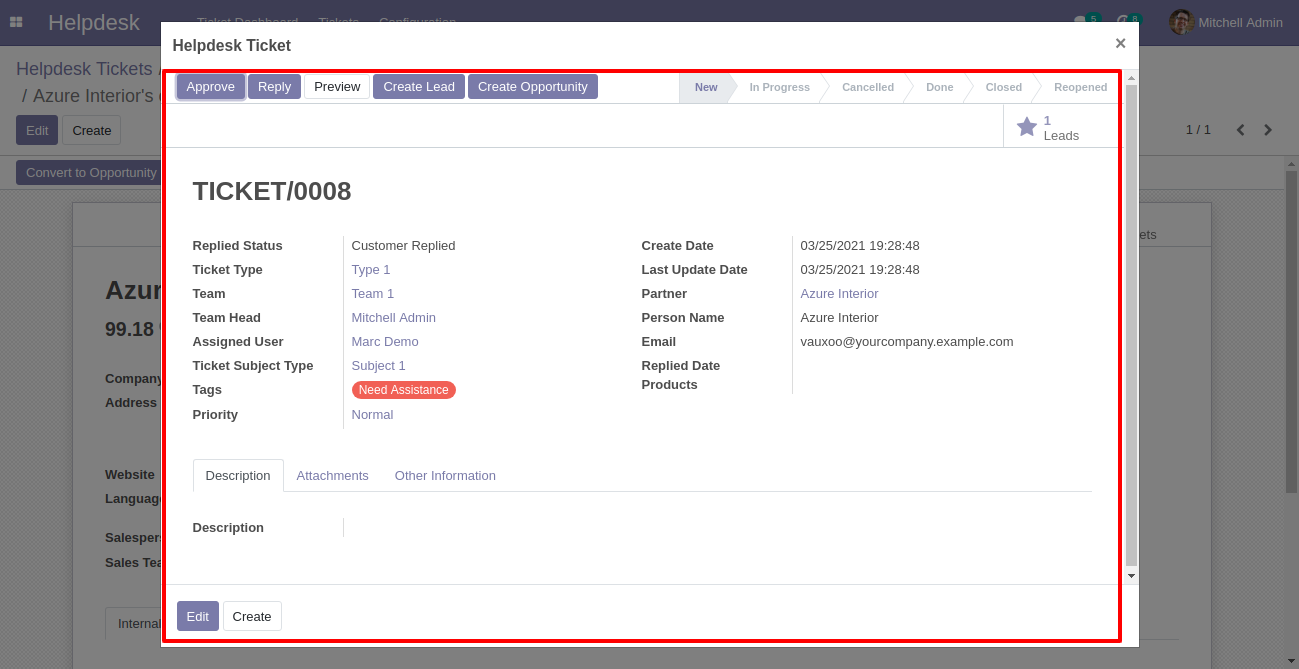 Helpdesk
Ticket Dashboard Tickets Configuration
5 8 Mitchell Admin
Helpdesk Tickets /
/ Azure Interior's
Edit Create
1 / 1
Convert to Opportunity
Helpdesk Ticket ×
Approve Reply Preview Create Lead Create Opportunity New In Progress Cancelled Done Closed Reopened
1
Leads
TICKET/0008
Replied Status Customer Replied
Ticket Type Type 1
Team Team 1
Team Head Mitchell Admin
Assigned User Marc Demo
Ticket Subject Type Subject 1
Tags Need Assistance
Priority Normal
Create Date 03/25/2021 19:28:48
Last Update Date 03/25/2021 19:28:48
Partner Azure Interior
Person Name Azure Interior
Email vauxoo@yourcompany.example.com
Replied Date
Products
Description Attachments Other Information
Description
Edit Create
ets
Azur
99.18
Company
Address
Website
Language
Salespers
Sales Tea
Internal